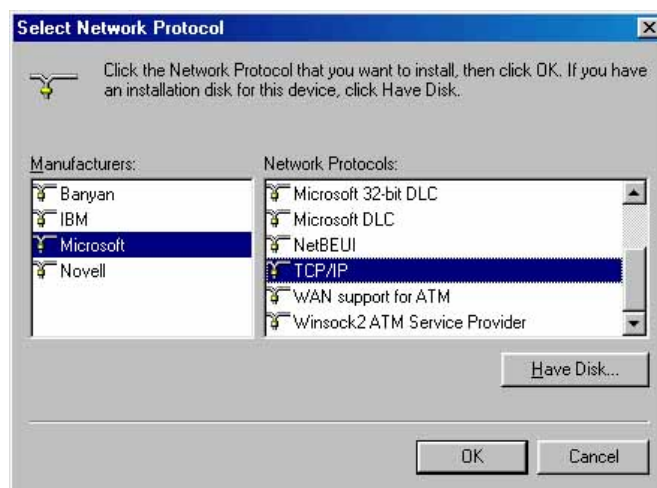 Select Network Protocol
Click the Network Protocol that you want to install, then click OK. If you have
an installation disk for this device, click Have Disk.
Manufacturers:
Banyan
IBM
Microsoft
Novell
Network Protocols:
Microsoft 32-bit DLC
Microsoft DLC
NetBEUI
TCP/IP
WAN support for ATM
Winsock2 ATM Service Provider
Have Disk...
OK
Cancel